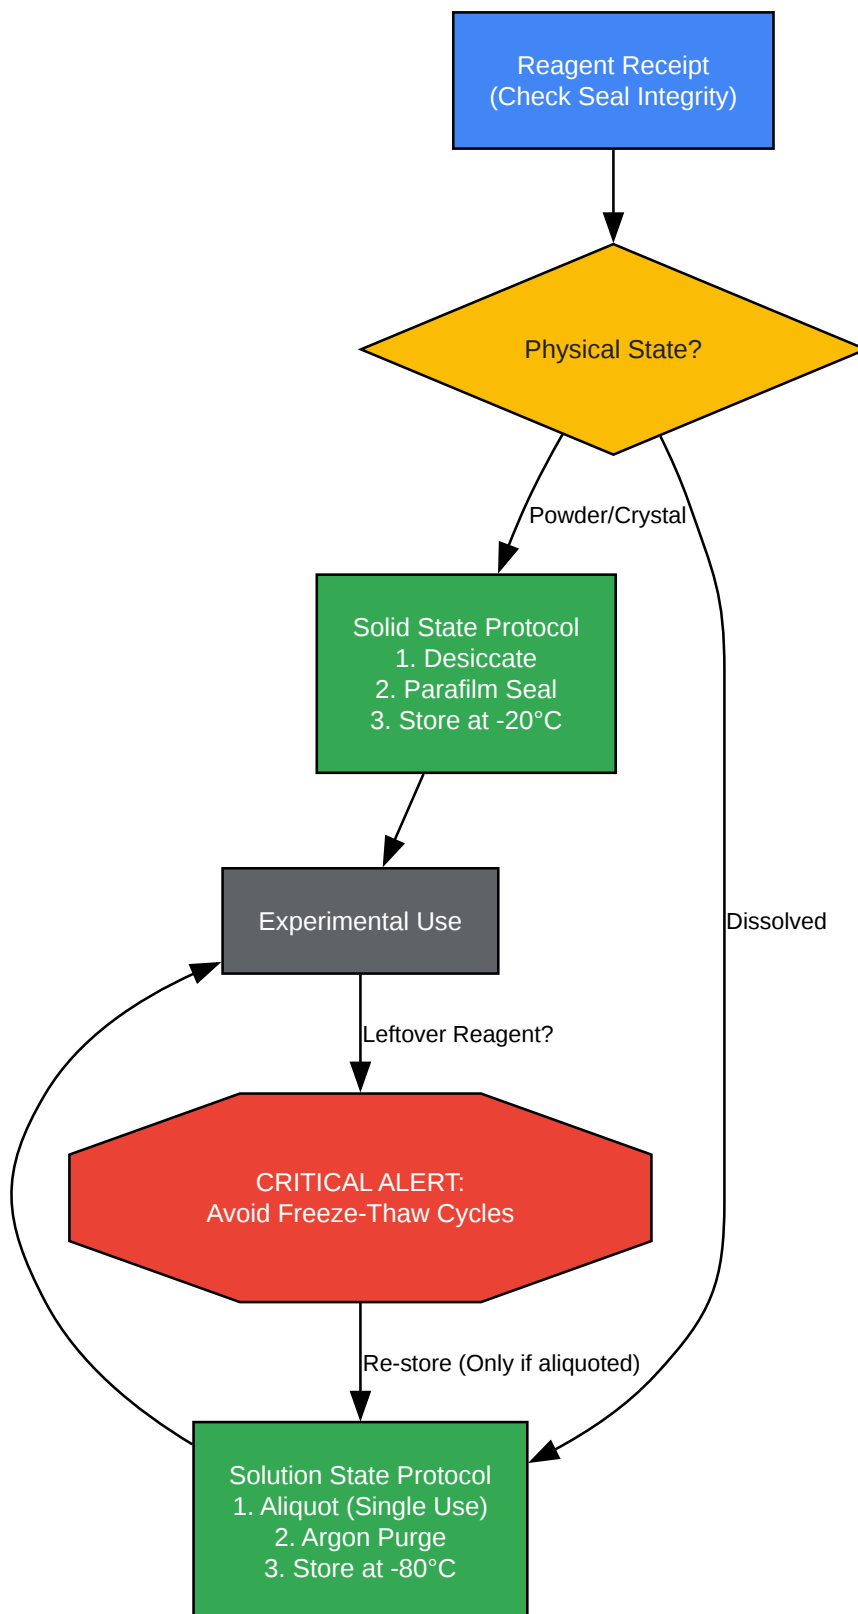 Reagent Receipt
(Check Seal Integrity)
Physical State?
Powder/Crystal
Solid State Protocol
1. Desiccate
2. Parafilm Seal
3. Store at -20°C
Experimental Use
Dissolved
Leftover Reagent?
CRITICAL ALERT:
Avoid Freeze-Thaw Cycles
Re-store (Only if aliquoted)
Solution State Protocol
1. Aliquot (Single Use)
2. Argon Purge
3. Store at -80°C